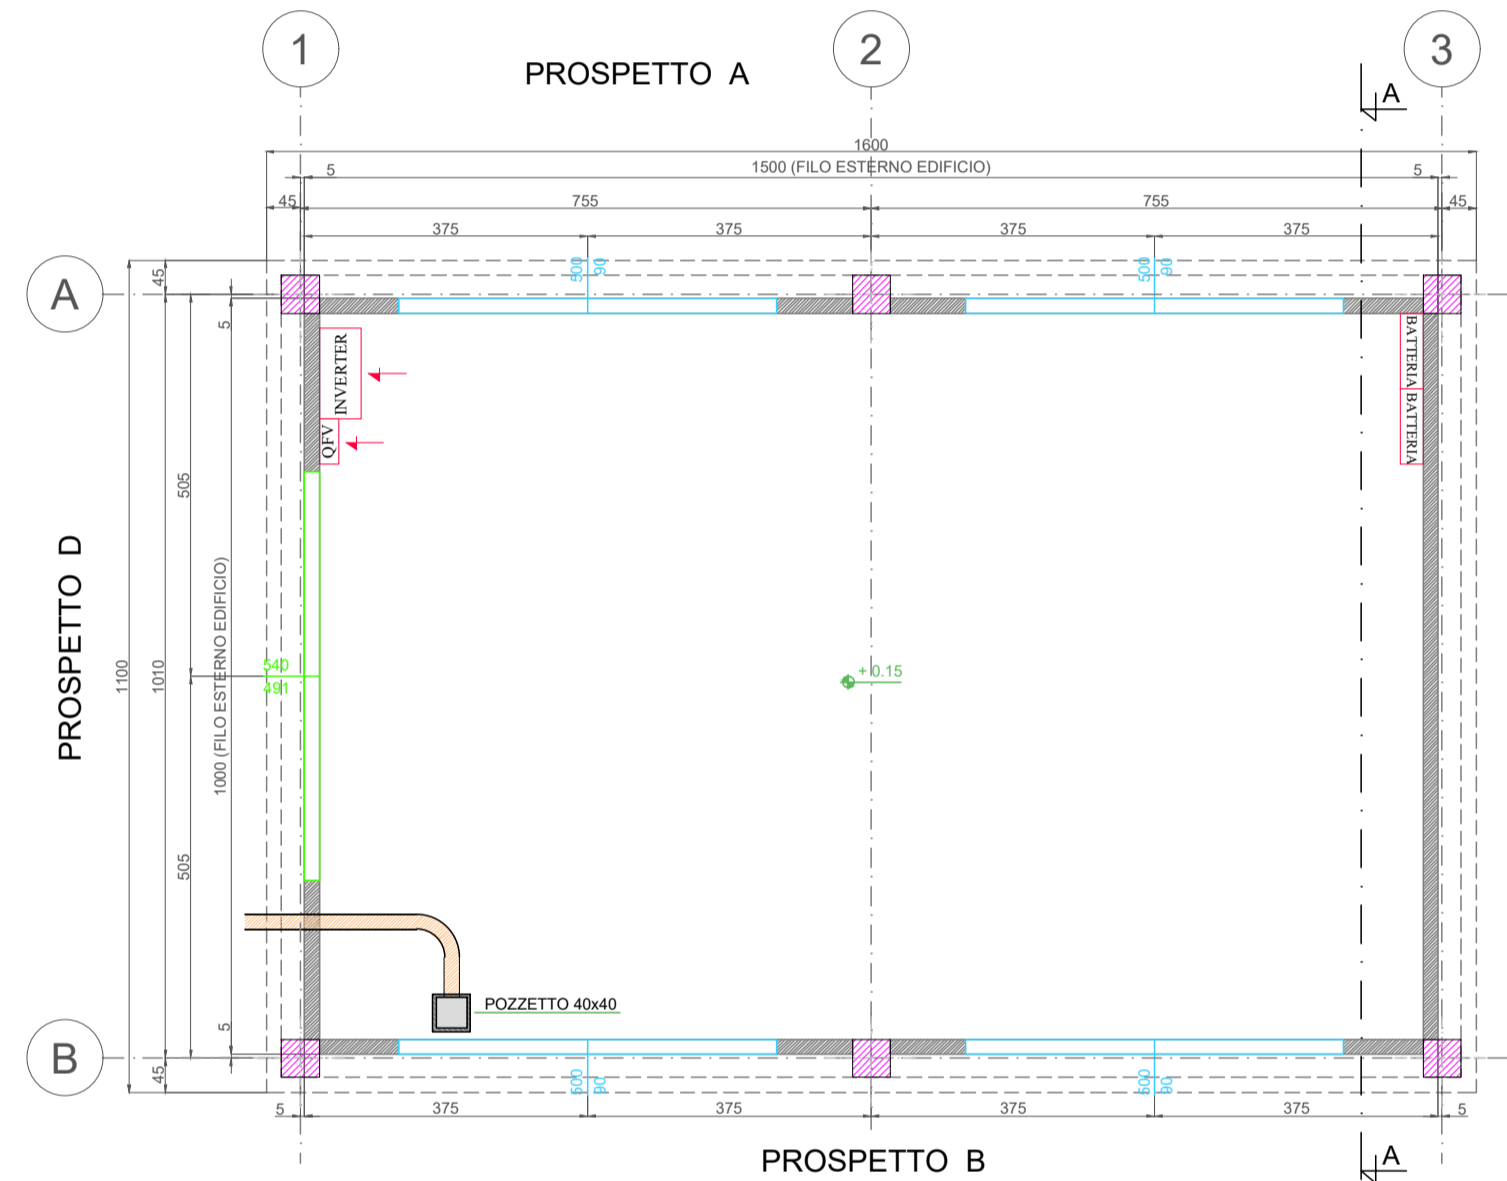 1
2
3
PROSPETTO A
A
1600
5
1500 (FILO ESTERNO EDIFICIO)
5
45
755
755
45
375
375
375
375
A
45
500
90
500
90
5
INVERTER
QFV
BATTERIA
BATTERIA
505
PROSPETTO D
1100
1010
1000 (FILO ESTERNO EDIFICIO)
540
491
+ 0.15
505
POZZETTO 40x40
5
B
45
500
90
500
90
5
375
375
375
375
5
PROSPETTO B
A